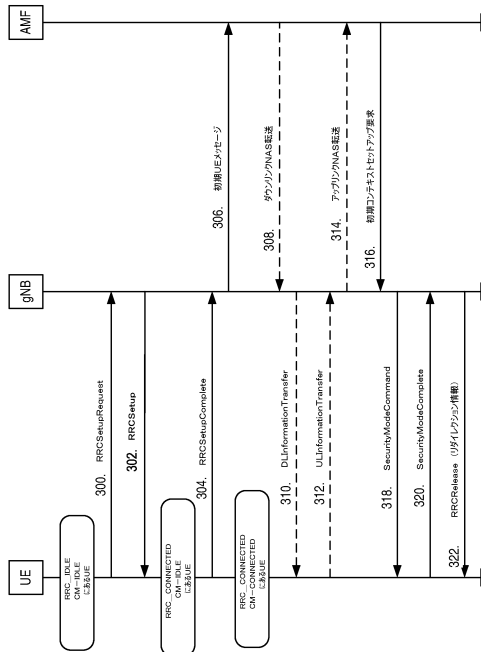 UE
gNB
AMF
RRC_IDLE
CM-IDLE
にあるUE
300. RRCSetupRequest
302. RRCSetup
RRC_CONNECTED
CM-IDLE
にあるUE
304. RRCSetupComplete
306. 初期UEメッセージ
RRC_CONNECTED
CM-CONNECTED
にあるUE
308. ダウンリンクNAS転送
310. DLInformationTransfer
312. ULInformationTransfer
314. アップリンクNAS転送
316. 初期コンテキストセットアップ要求
318. SecurityModeCommand
320. SecurityModeComplete
322. RRCRelease (リダイレクション情報)